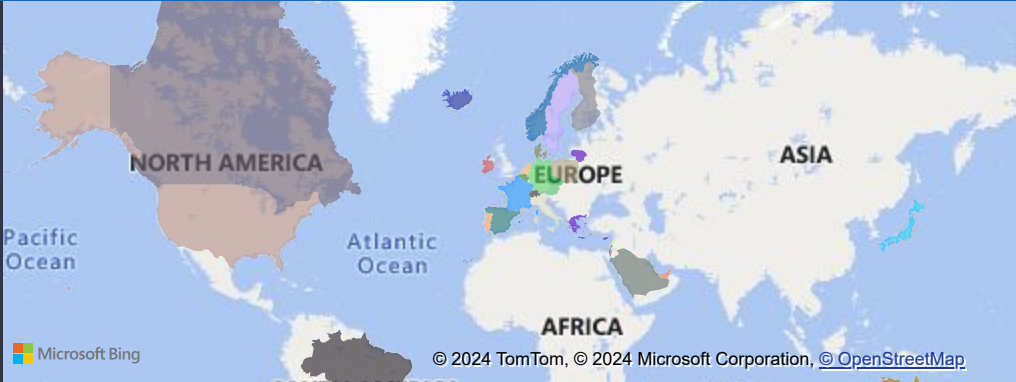 NORTH AMERICA
EUROPE
ASIA
Pacific
Ocean
Atlantic
Ocean
AFRICA
Microsoft Bing
© 2024 TomTom, © 2024 Microsoft Corporation, © OpenStreetMap